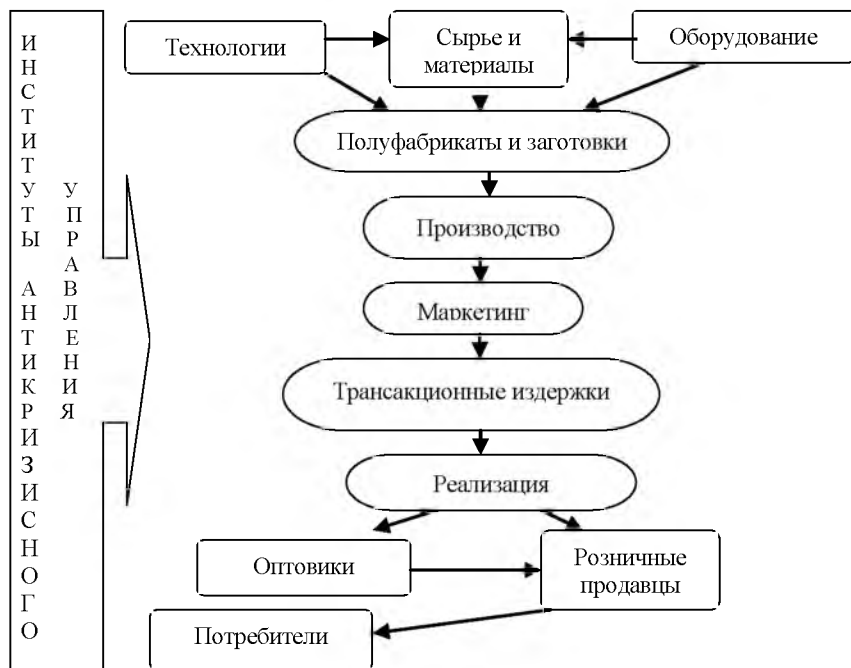 ИНСТИТУТЫ АНТИКРИЗИСНОГО
УПРАВЛЕНИЯ
Технологии
Сырье и
материалы
Оборудование
Полуфабрикаты и заготовки
Производство
Маркетинг
Трансакционные издержки
Реализация
Оптовики
Розничные
продавцы
Потребители